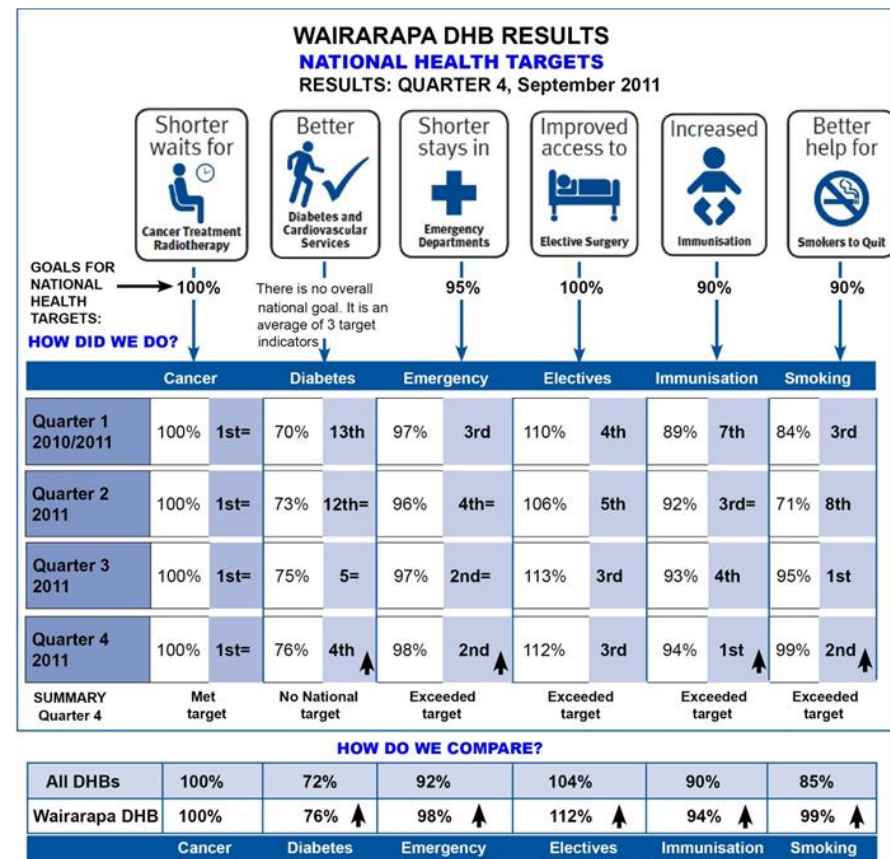 WAIRARAPA DHB RESULTS
NATIONAL HEALTH TARGETS
RESULTS: QUARTER 4, September 2011
Shorter waits for
Cancer Treatment
Radiotherapy
Better
Diabetes and
Cardiovascular
Services
Shorter stays in
Emergency
Departments
Improved access to
Elective Surgery
Increased
Immunisation
Better help for
Smokers to Quit
GOALS FOR
NATIONAL
HEALTH
TARGETS:
100%
There is no overall
national goal. It is an
average of 3 target
indicators
95%
100%
90%
90%
HOW DID WE DO?
Cancer Diabetes Emergency Electives Immunisation Smoking
Quarter 1 2010/2011 100% 1st= 70% 13th 97% 3rd 110% 4th 89% 7th 84% 3rd
Quarter 2 2011 100% 1st= 73% 12th= 96% 4th= 106% 5th 92% 3rd= 71% 8th
Quarter 3 2011 100% 1st= 75% 5= 97% 2nd= 113% 3rd 93% 4th 95% 1st
Quarter 4 2011 100% 1st= 76% 4th 98% 2nd 112% 3rd 94% 1st 99% 2nd
SUMMARY Quarter 4 Met target No National target Exceeded target Exceeded target Exceeded target Exceeded target
HOW DO WE COMPARE?
All DHBs 100% 72% 92% 104% 90% 85%
Wairarapa DHB 100% 76% 98% 112% 94% 99%
Cancer Diabetes Emergency Electives Immunisation Smoking